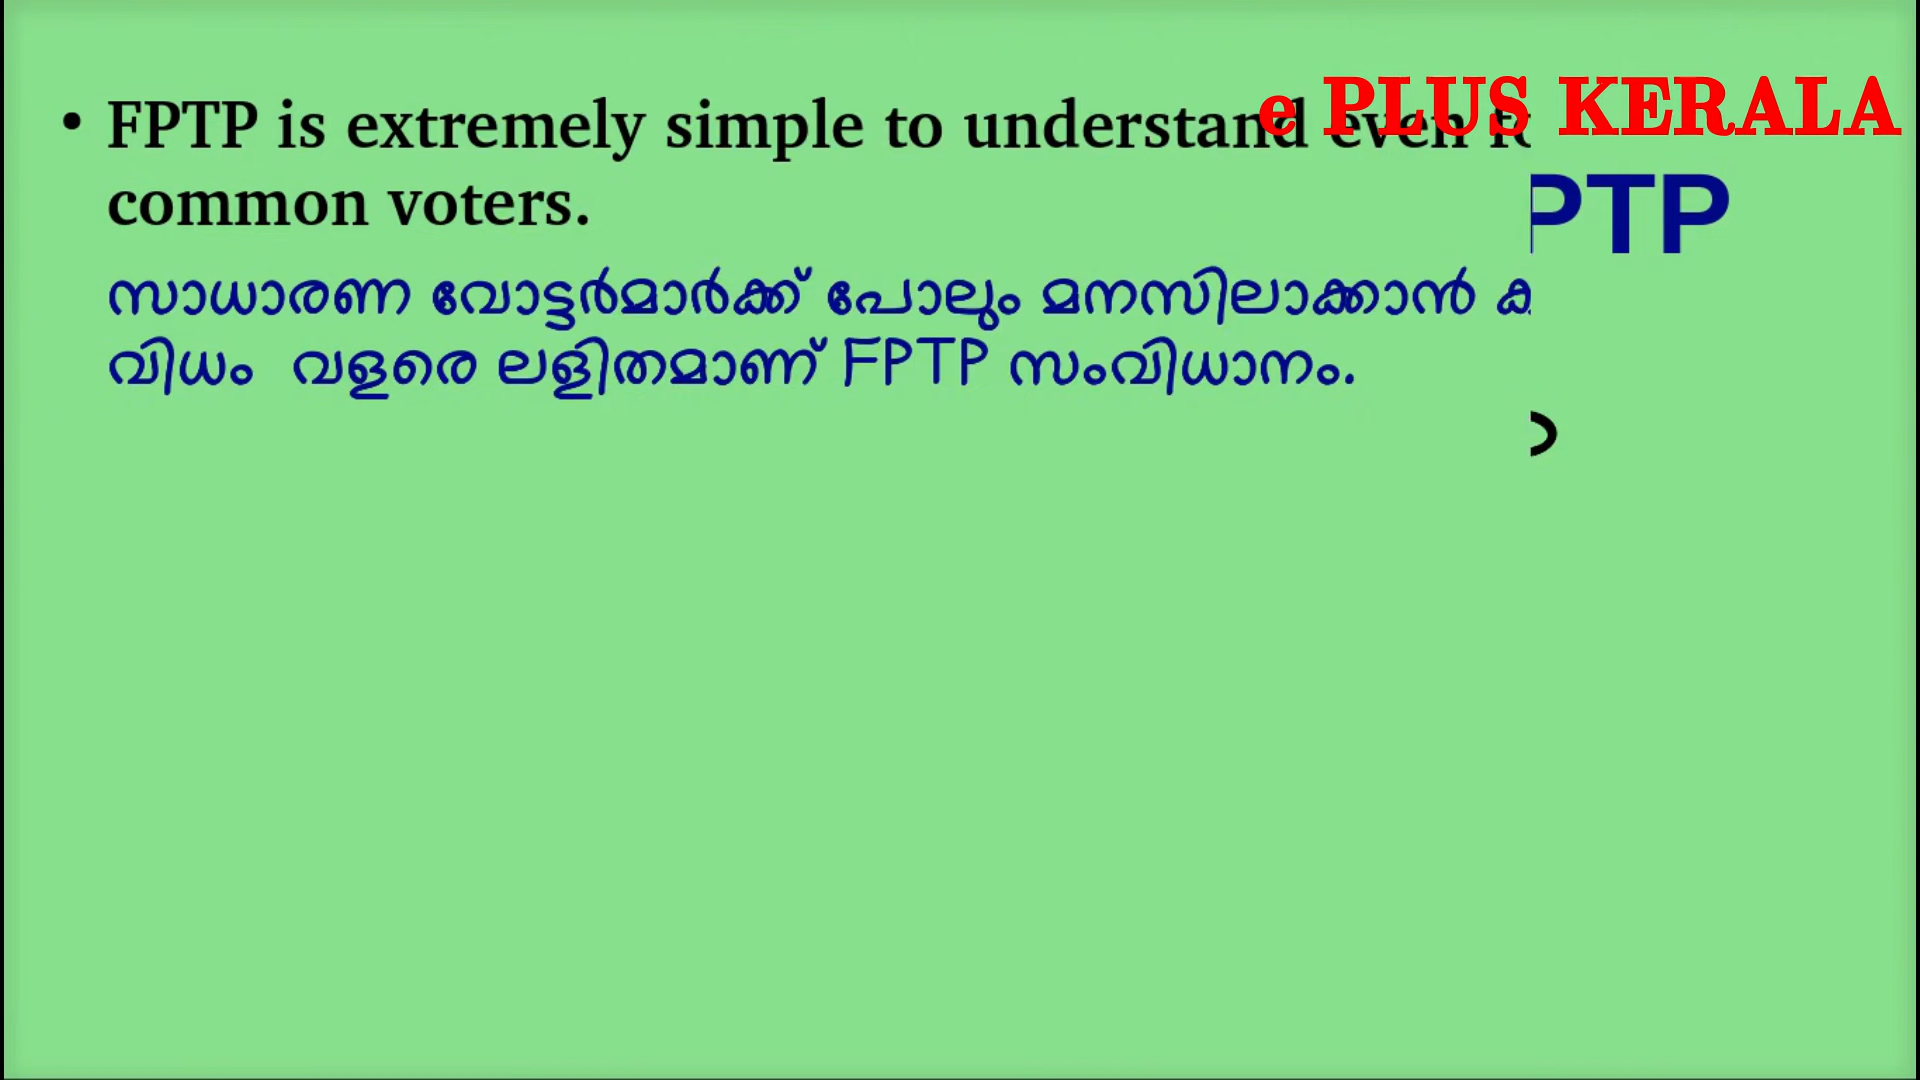 e PLUS KERALA
• FPTP is extremely simple to understand even
common voters.
PTP
സാധാരണ വോട്ടർമാർക്ക് പോലും മനസിലാക്കാൻ
വിധം വളരെ ലളിതമാണ് FPTP സംവിധാനം.